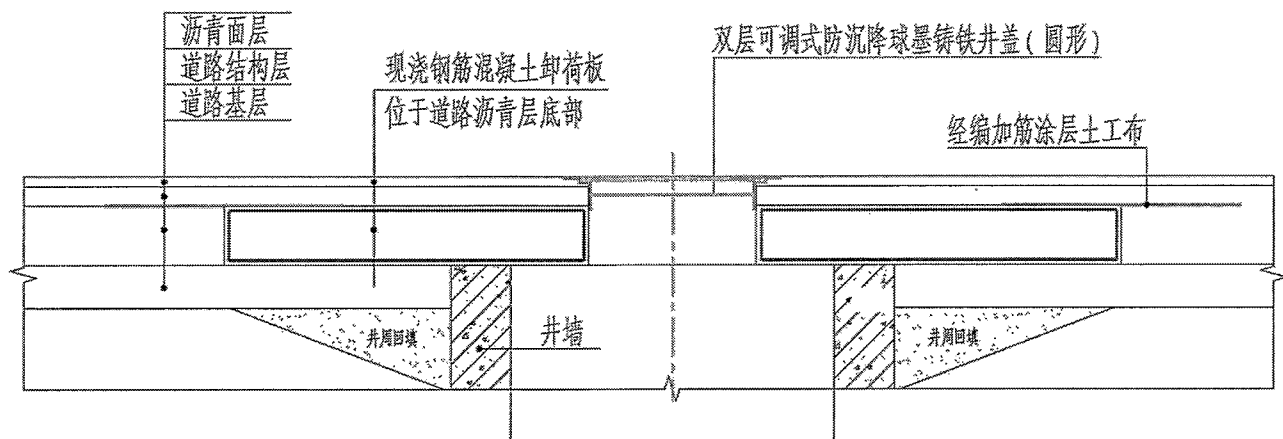 沥青面层
道路结构层
道路基层
现浇钢筋混凝土卸荷板
位于道路沥青层底部
双层可调式防沉降球墨铸铁井盖(圆形)
经编加筋涂层土工布
井周回填
井墙
井周回填